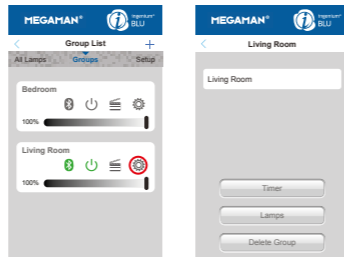 MEGAMAN®
ingenium®
BLU
Group List
All Lamps
Groups
Setup
Bedroom
100%
Living Room
100%
MEGAMAN®
ingenium®
BLU
Living Room
Living Room
Timer
Lamps
Delete Group